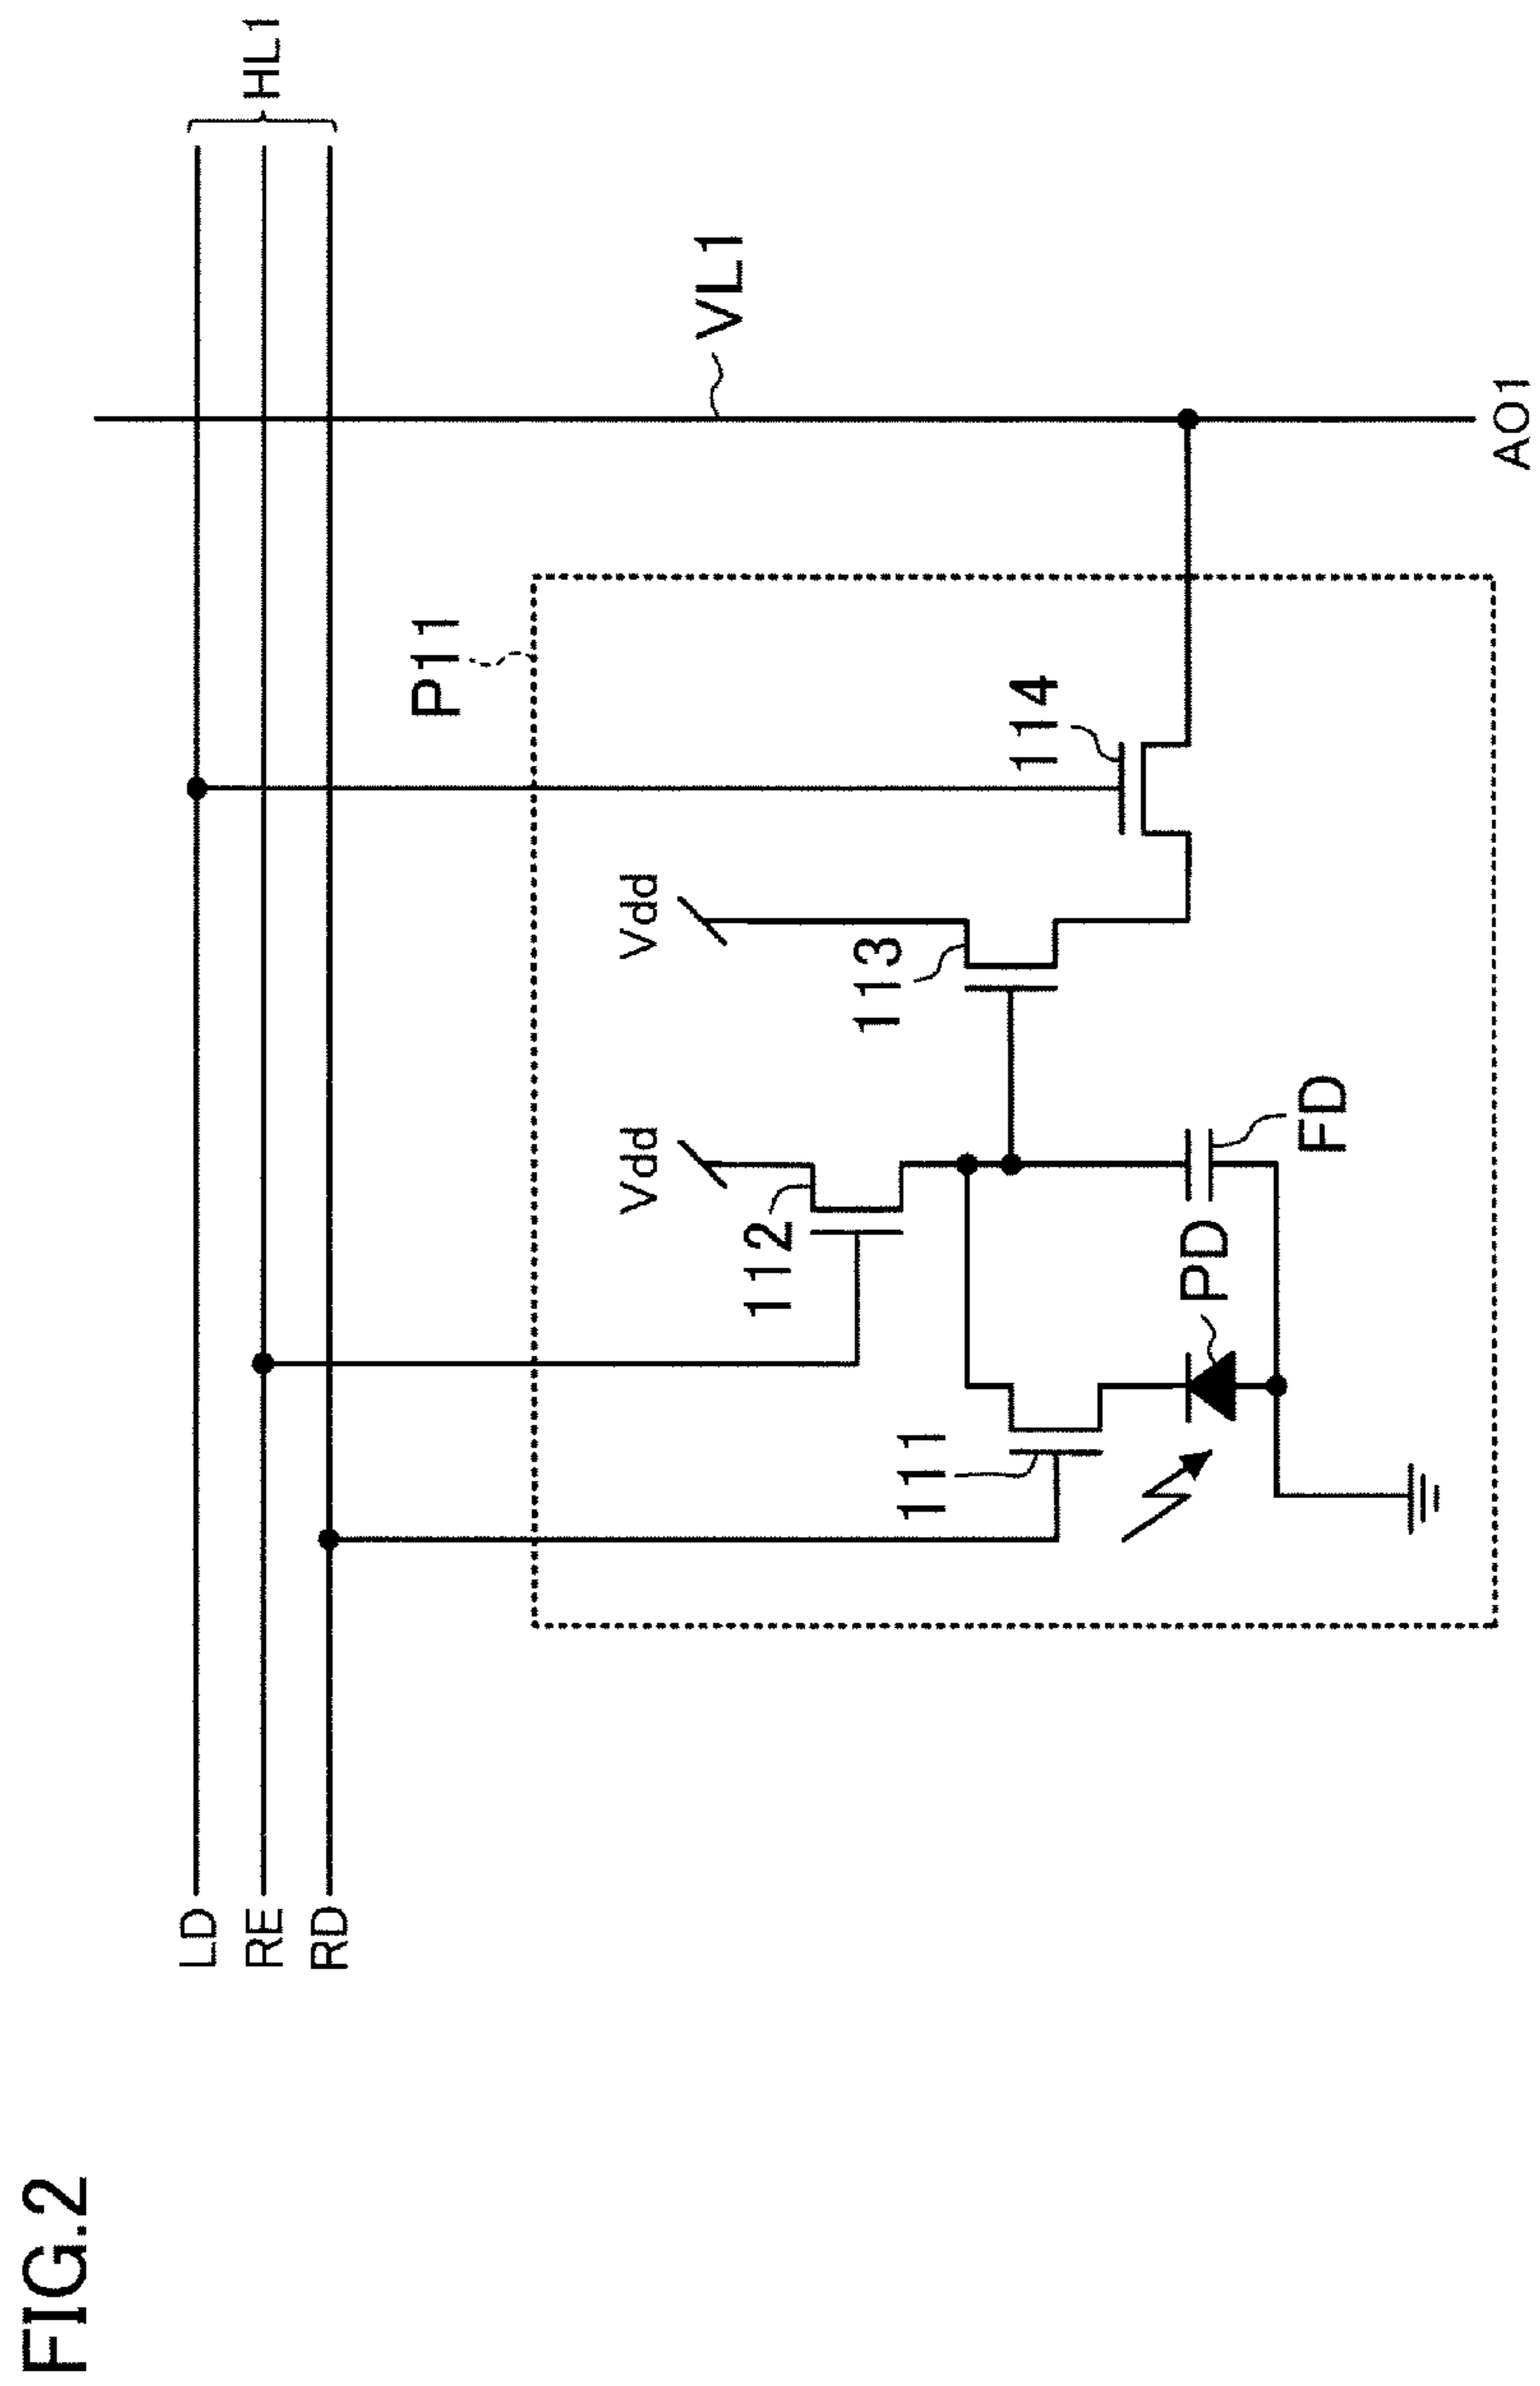 FIG.2
LD
RE
RD
HL1
VL1
P11
Vdd
Vdd
112
113
114
111
PD
FD
AO1